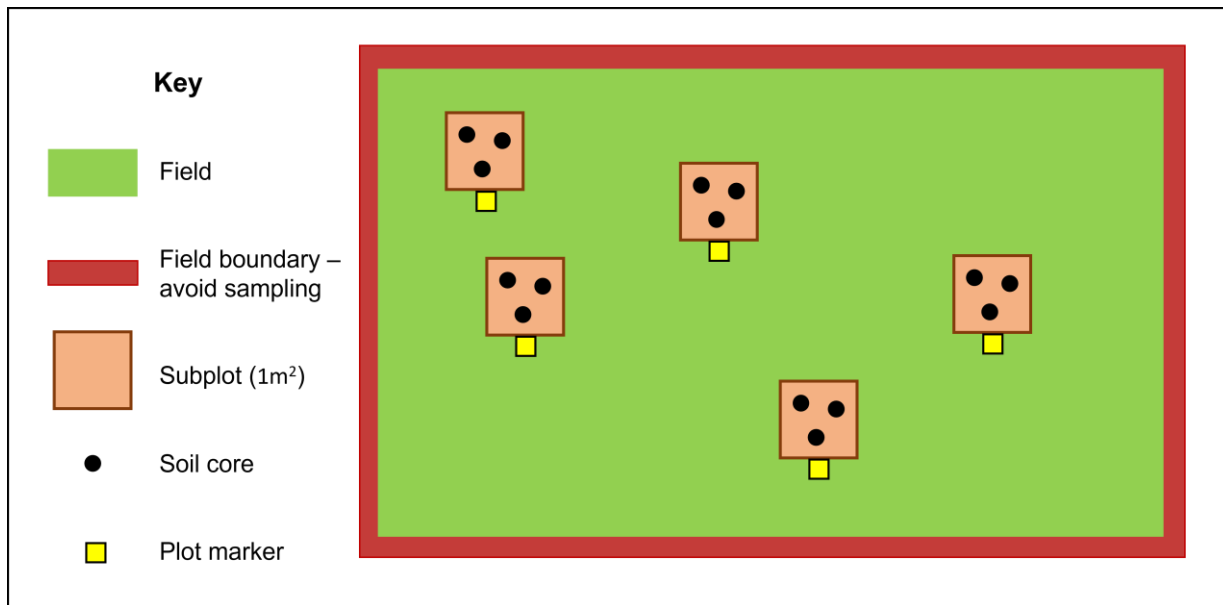 Key
Field
Field boundary –
avoid sampling
Subplot (1m²)
Soil core
Plot marker